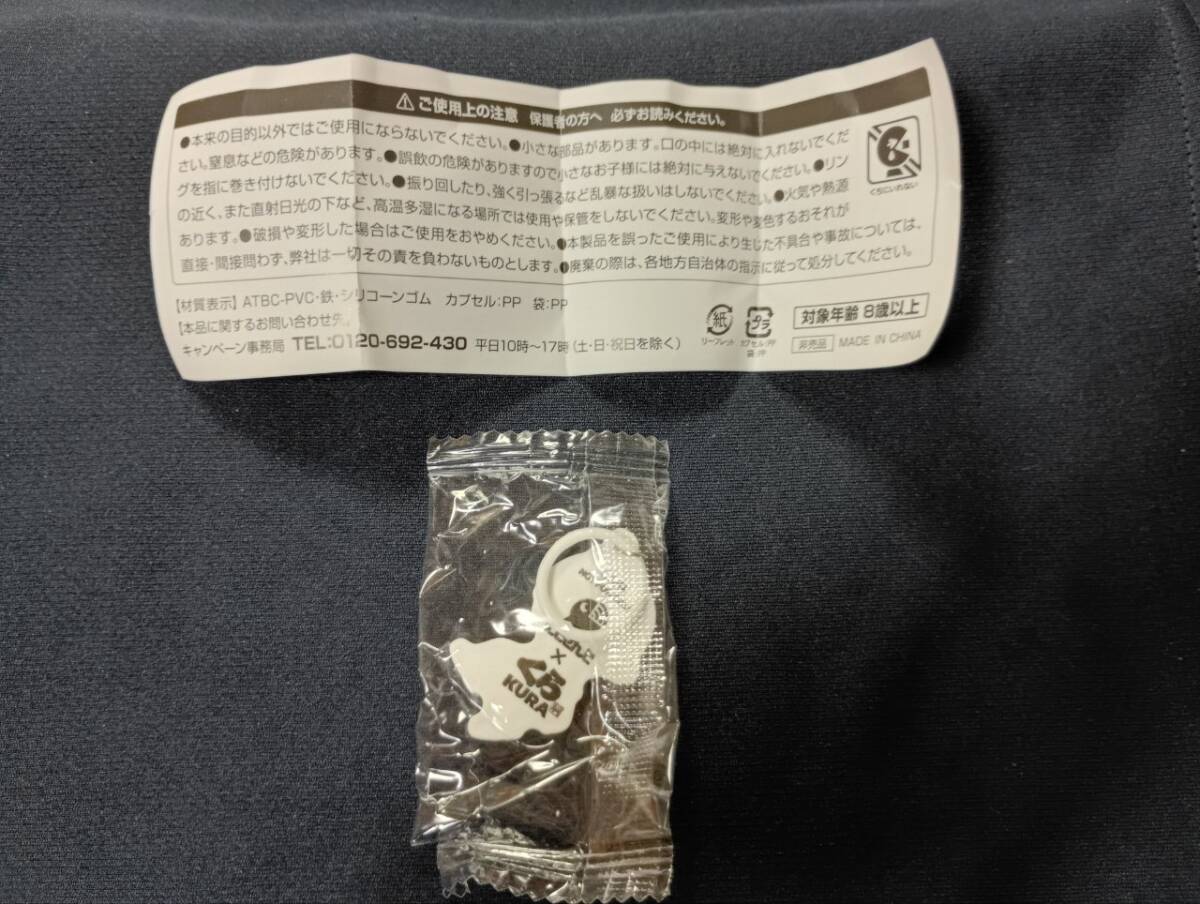 ⚠ご使用上の注意 保護者の方へ 必ずお読みください。
●本来の目的以外ではご使用にならないでください。●小さな部品があります。口の中には絶対に入れないでくだ
さい。窒息などの危険があります。●誤飲の危険がありますので小さなお子様には絶対に与えないでください。●リン
グを指に巻き付けないでください。●振り回したり、強く引っ張るなど乱暴な扱いはしないでください。●火気や熱源
の近く、また直射日光の下など、高温多湿になる場所では使用や保管をしないでください。変形や変色するおそれが
あります。●破損や変形した場合はご使用をおやめください。●本製品を誤ったご使用により生じた不具合や事故については、
直接・間接問わず、弊社は一切その責を負わないものとします。●廃棄の際は、各地方自治体の指示に従って処分してください。
くちにいれない
【材質表示】ATBC-PVC・鉄・シリコーンゴム カプセル:PP 袋:PP
【本品に関するお問い合わせ先
キャンペーン事務局 TEL:0120-692-430 平日10時～17時(土・日・祝日を除く)
紙
リーフレット
プラ
カプセル:PP
袋:PP
対象年齢 8歳以上
非売品 MADE IN CHINA
×
くら
KURA